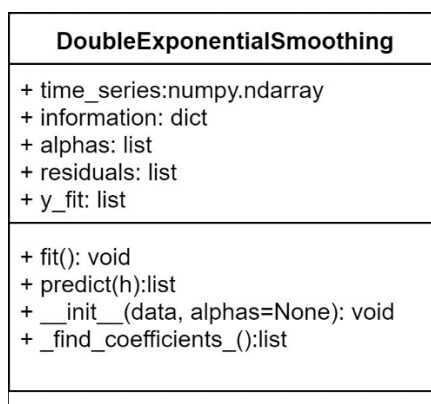 DoubleExponentialSmoothing
+ time_series:numpy.ndarray
+ information: dict
+ alphas: list
+ residuals: list
+ y_fit: list
+ fit(): void
+ predict(h):list
+ __init__(data, alphas=None): void
+ _find_coefficients_():list